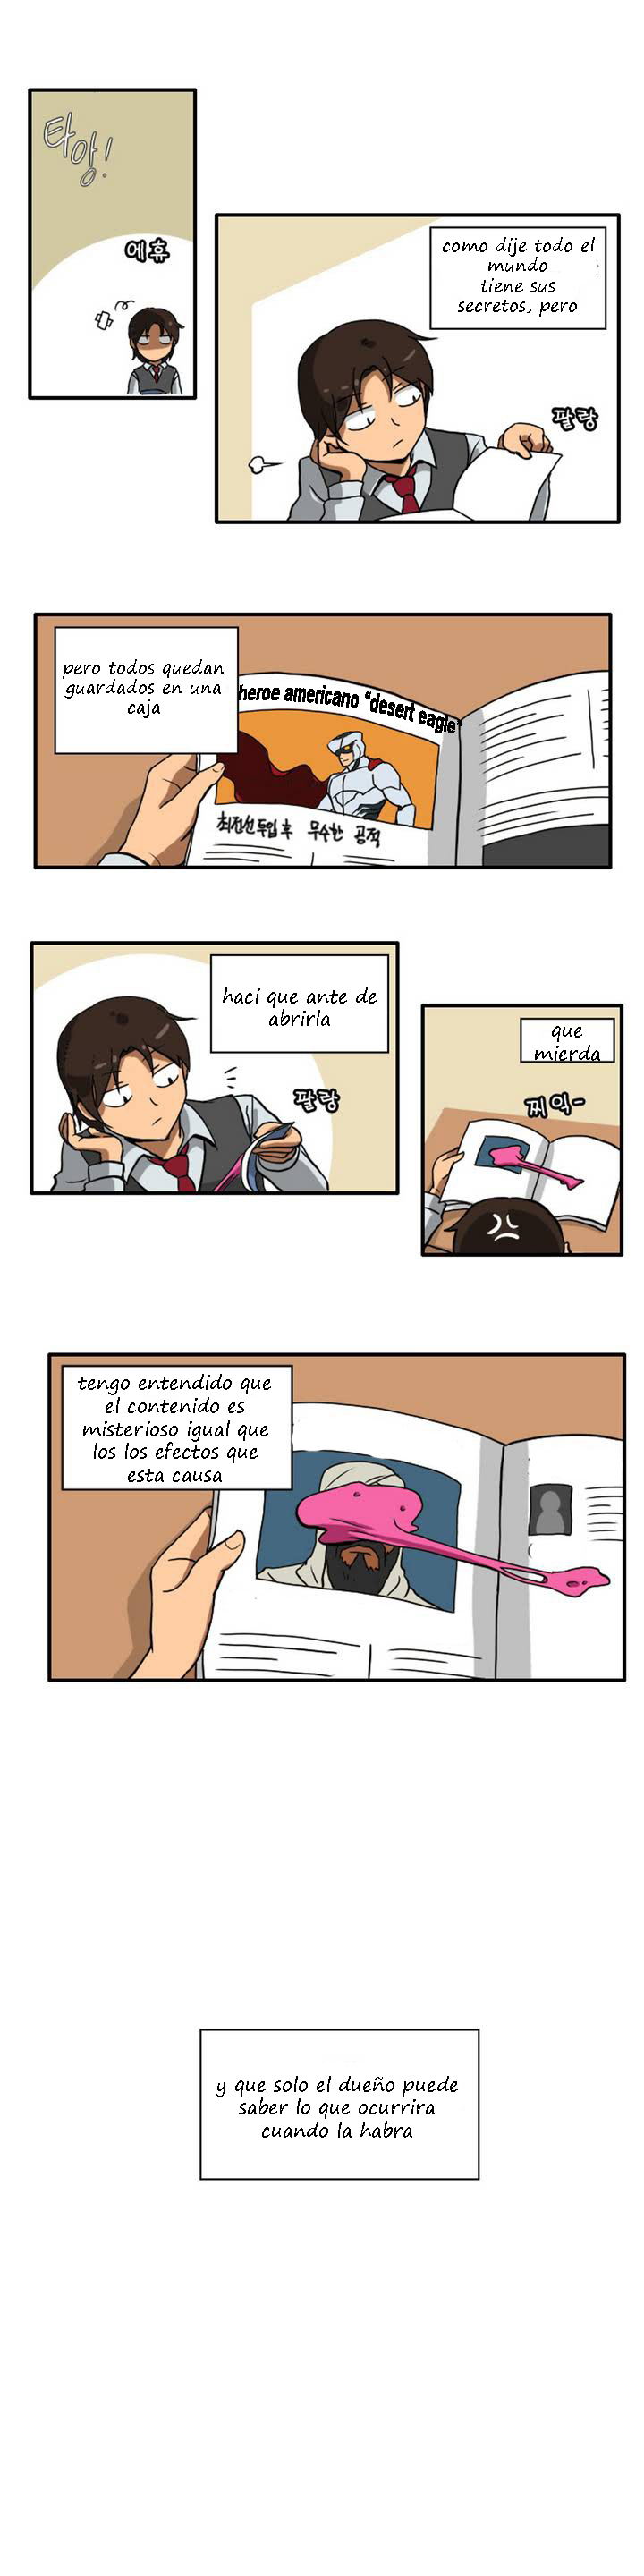 타앙!
에휴
como dije todo el
mundo
tiene sus
secretos, pero
팔랑
pero todos quedan
guardados en una
caja
heroe americano "desert eagle"
최전선 투입 후 무수한 공적
haci que ante de
abrirla
팔랑
que
mierda
찌익-
tengo entendido que
el contenido es
misterioso igual que
los los efectos que
esta causa
y que solo el dueño puede
saber lo que ocurrira
cuando la habra